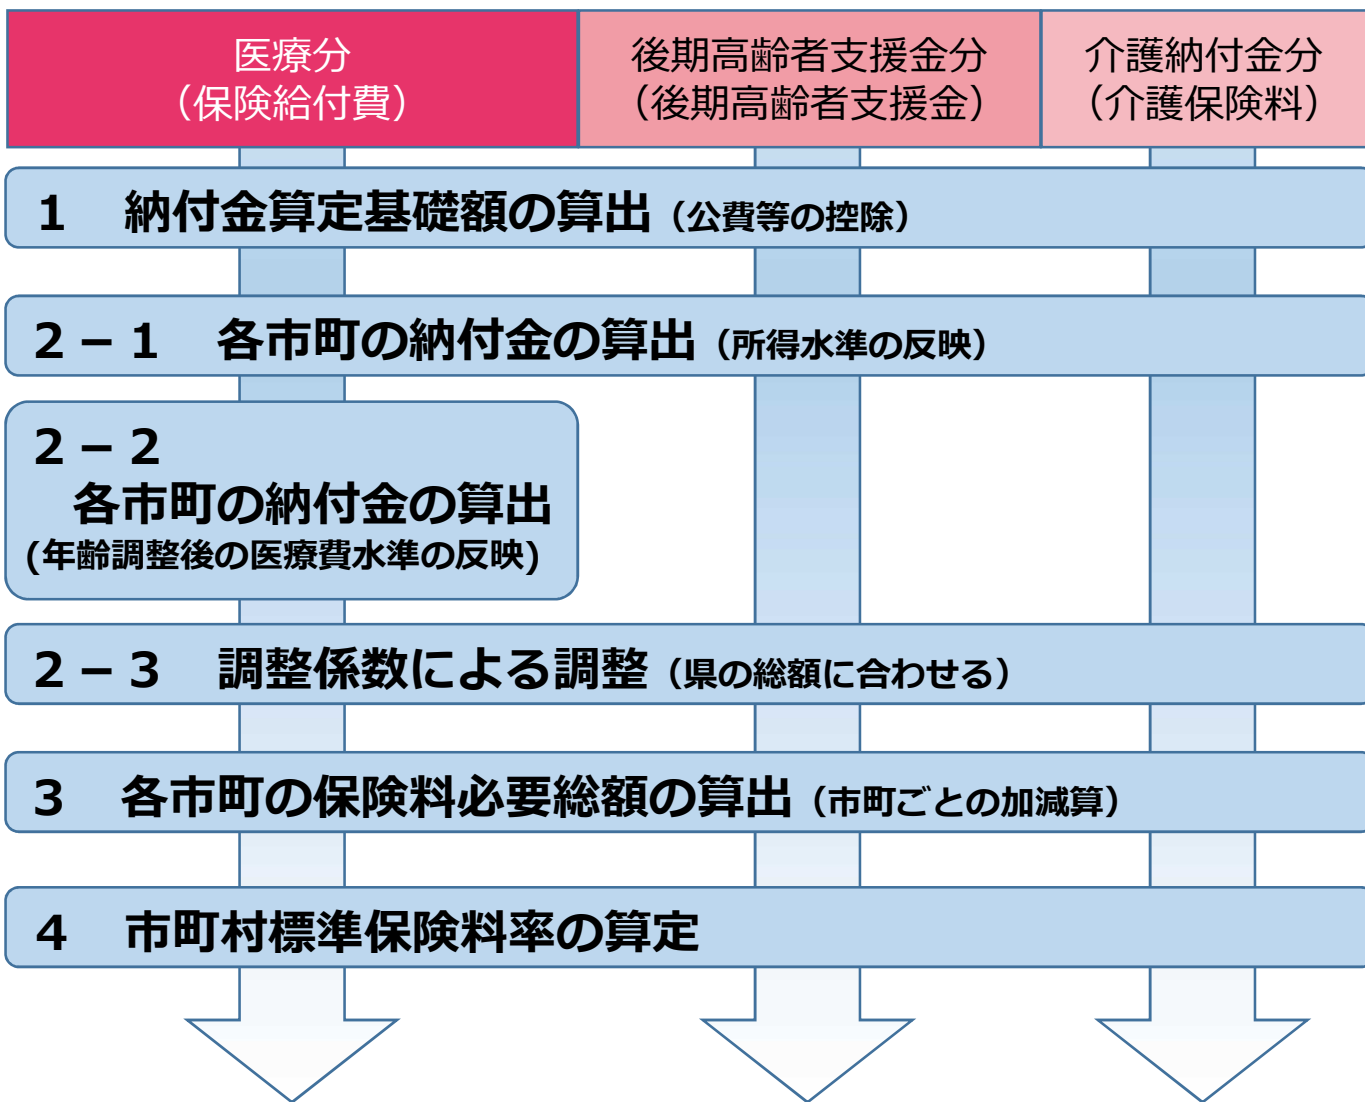 医療分
（保険給付費）
後期高齢者支援金分
（後期高齢者支援金）
介護納付金分
（介護保険料）
１　納付金算定基礎額の算出（公費等の控除）
２－１　各市町の納付金の算出（所得水準の反映）
２－２
各市町の納付金の算出
(年齢調整後の医療費水準の反映)
２－３　調整係数による調整（県の総額に合わせる）
３　各市町の保険料必要総額の算出（市町ごとの加減算）
４　市町村標準保険料率の算定